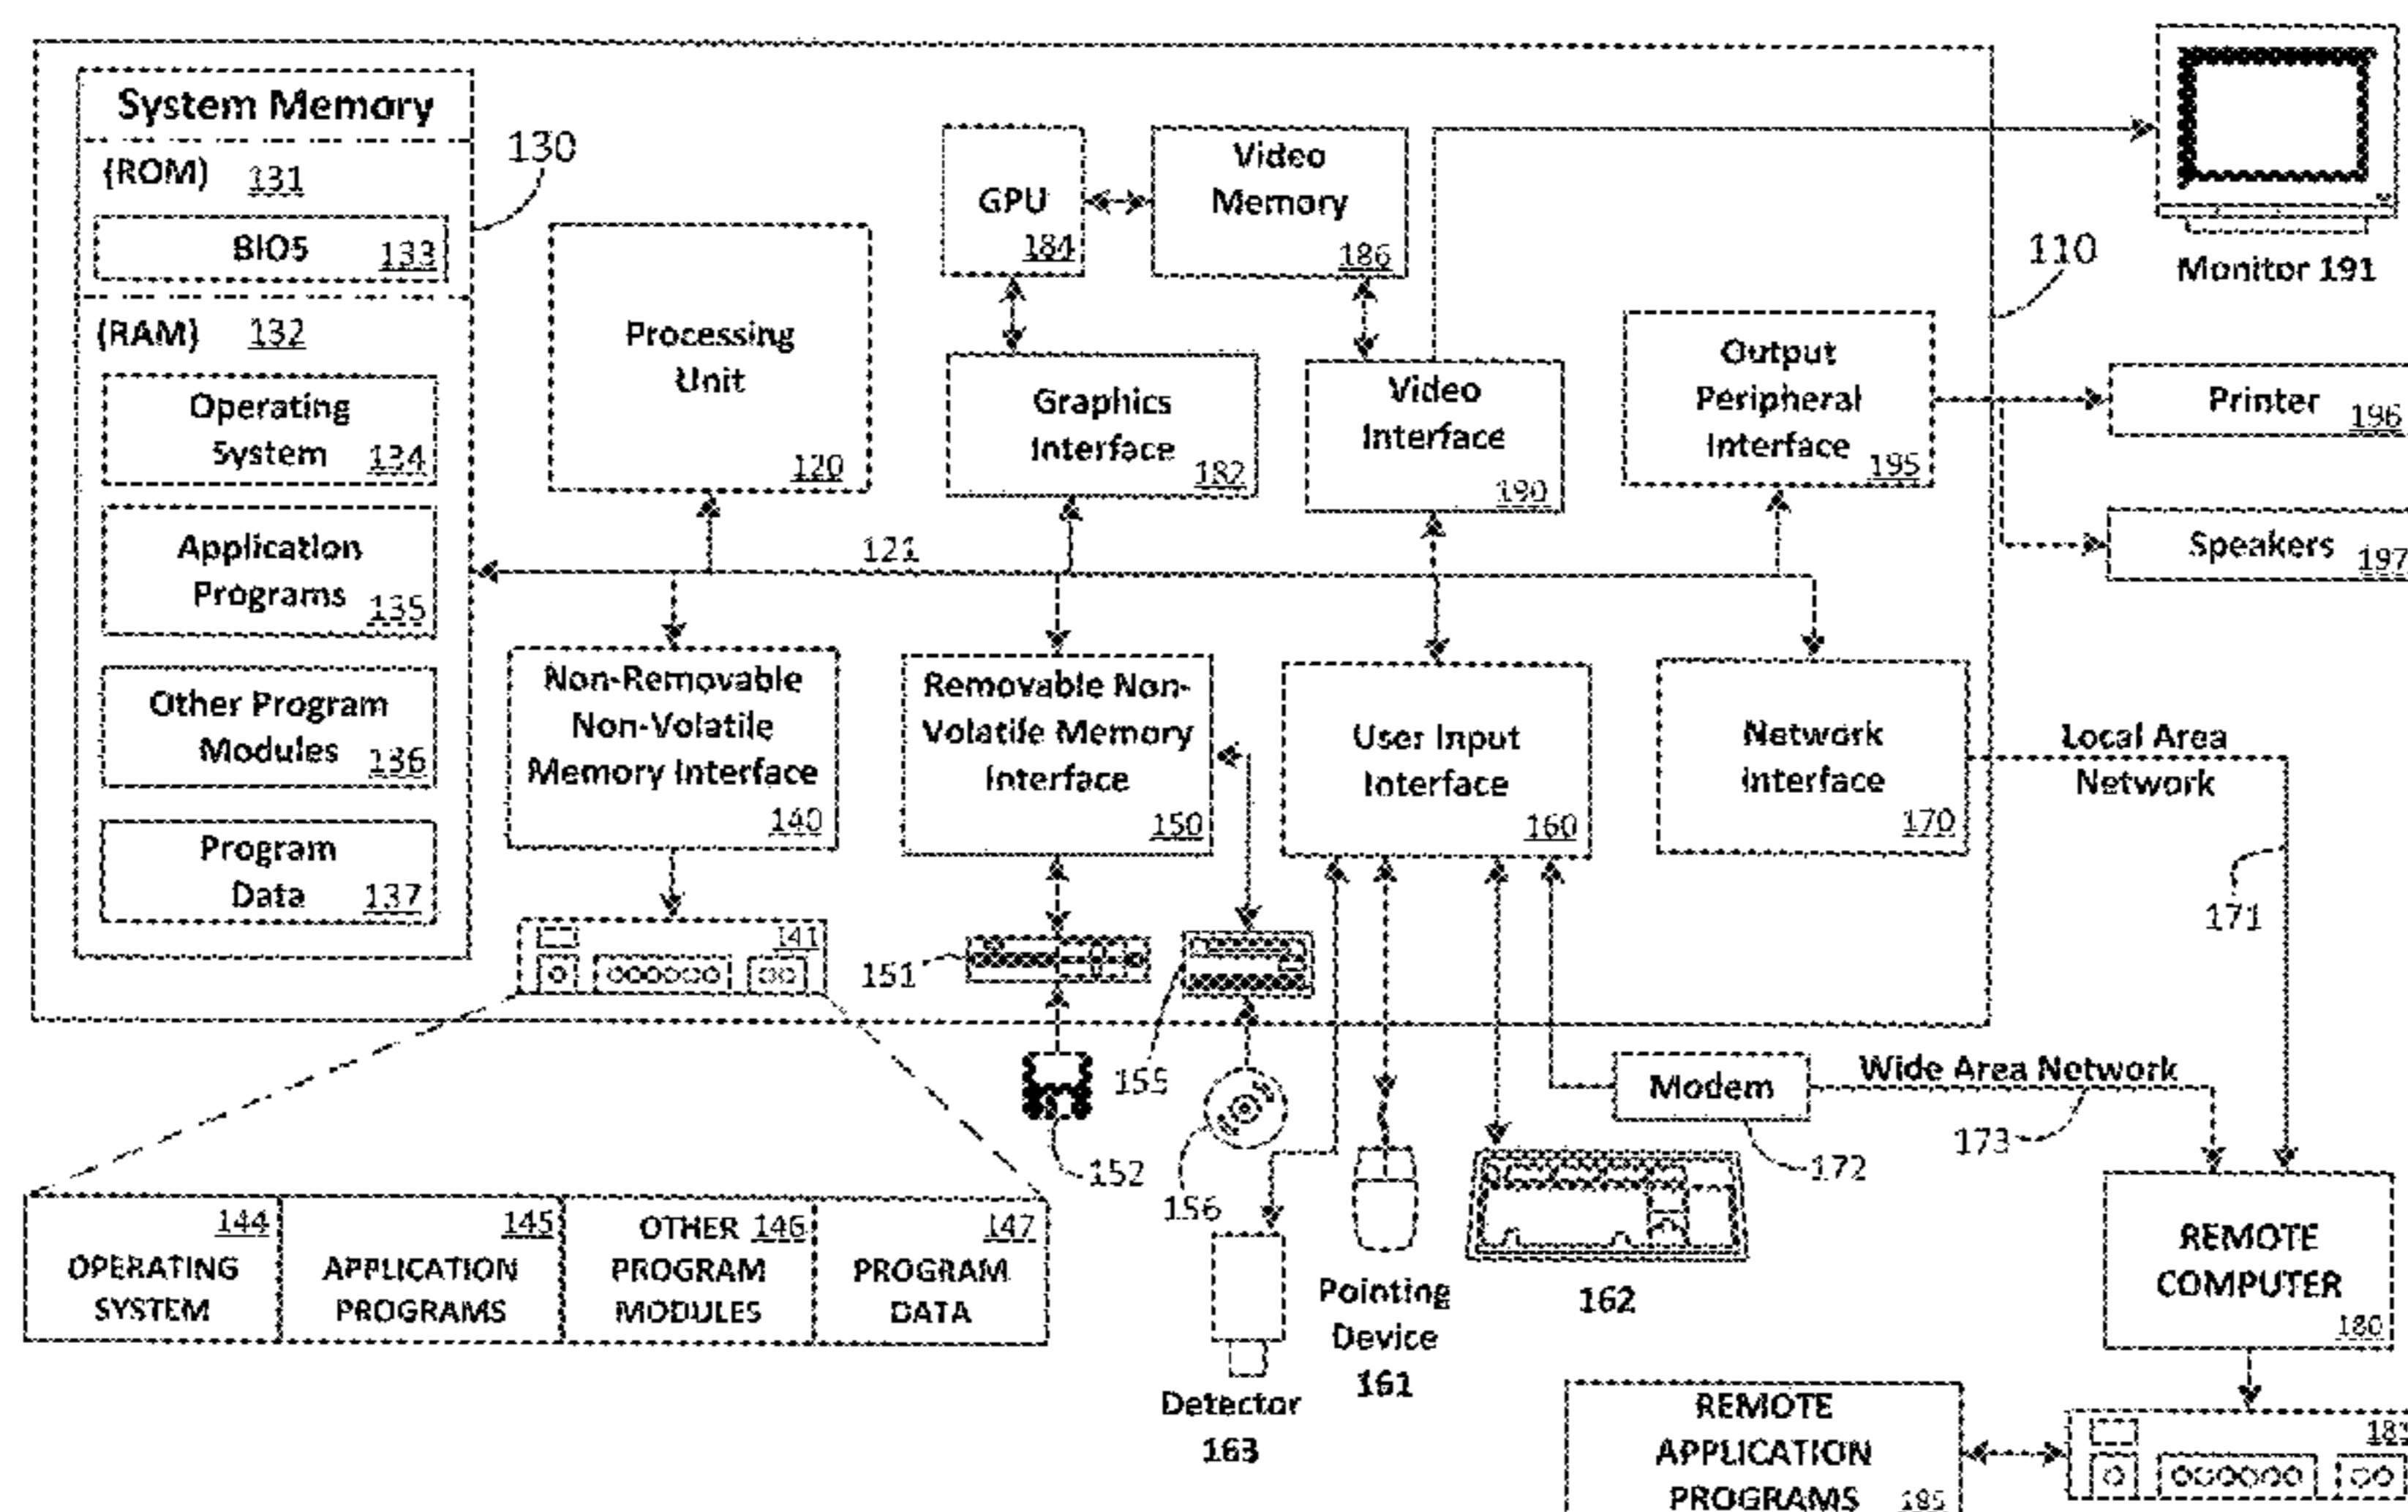 System Memory
(ROM) 131
BIOS 133
130
(RAM) 132
Operating
System 134
Application
Programs 135
Other Program
Modules 136
Program
Data 137
Processing
Unit
120
GPU
184
Video
Memory
186
Graphics
Interface
182
Video
Interface
190
Output
Peripheral
Interface 195
110
Monitor 191
Printer 196
Speakers 197
121
Non-Removable
Non-Volatile
Memory Interface
140
Removable Non-
Volatile Memory
Interface
150
User Input
Interface
160
Network
Interface
170
Local Area
Network
171
141
151
155
152
156
Modem
172
Wide Area Network
173
144
OPERATING
SYSTEM
145
APPLICATION
PROGRAMS
OTHER 146
PROGRAM
MODULES
147
PROGRAM
DATA
Detector
163
Pointing
Device
161
162
REMOTE
COMPUTER
180
REMOTE
APPLICATION
PROGRAMS 185